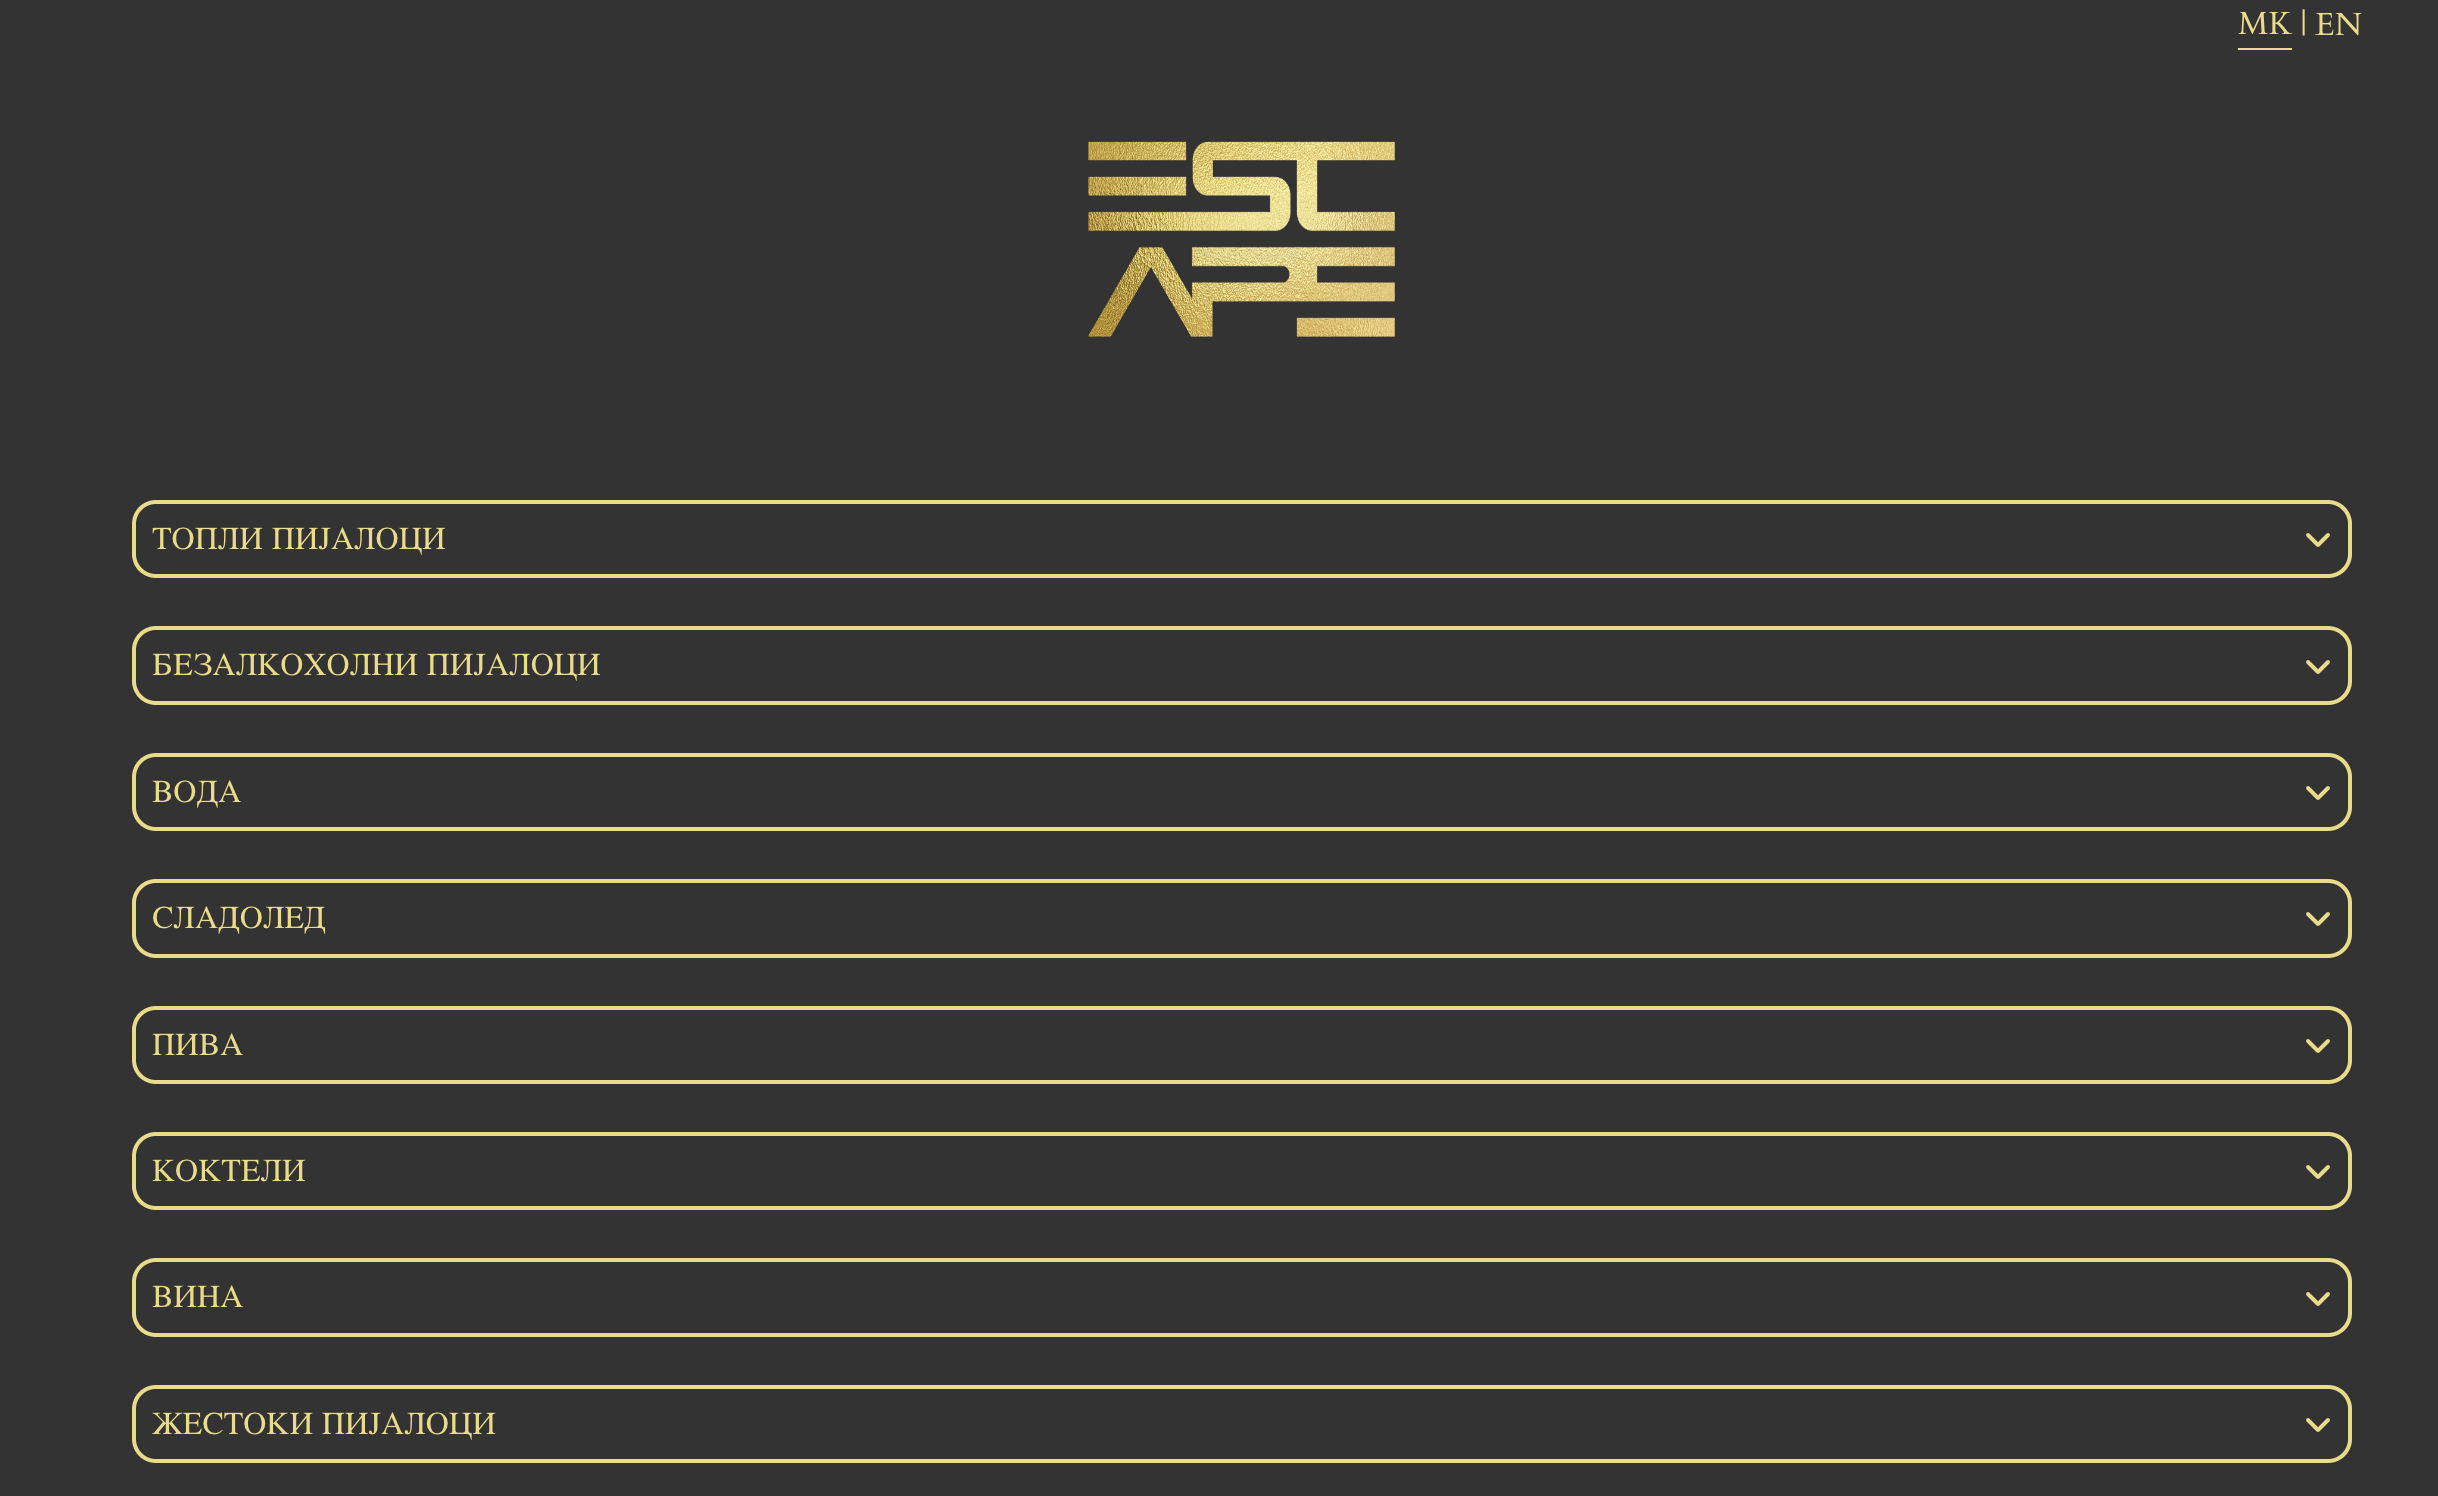 MK | EN
ESC
APE
ТОПЛИ ПИЈАЛОЦИ
БЕЗАЛКОХОЛНИ ПИЈАЛОЦИ
ВОДА
СЛАДОЛЕД
ПИВА
КОКТЕЛИ
ВИНА
ЖЕСТОКИ ПИЈАЛОЦИ